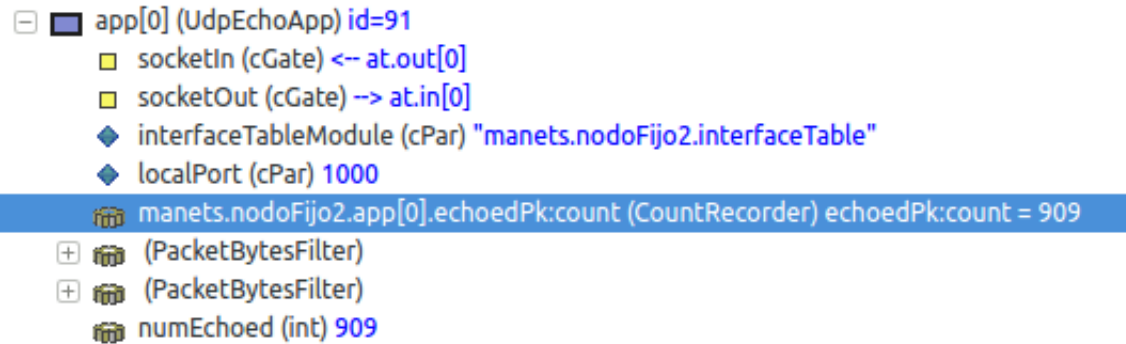 app[0] (UdpEchoApp) id=91
socketIn (cGate) <-- at.out[0]
socketOut (cGate) --> at.in[0]
interfaceTableModule (cPar) "manets.nodoFijo2.interfaceTable"
localPort (cPar) 1000
manets.nodoFijo2.app[0].echoedPk:count (CountRecorder) echoedPk:count = 909
(PacketBytesFilter)
(PacketBytesFilter)
numEchoed (int) 909